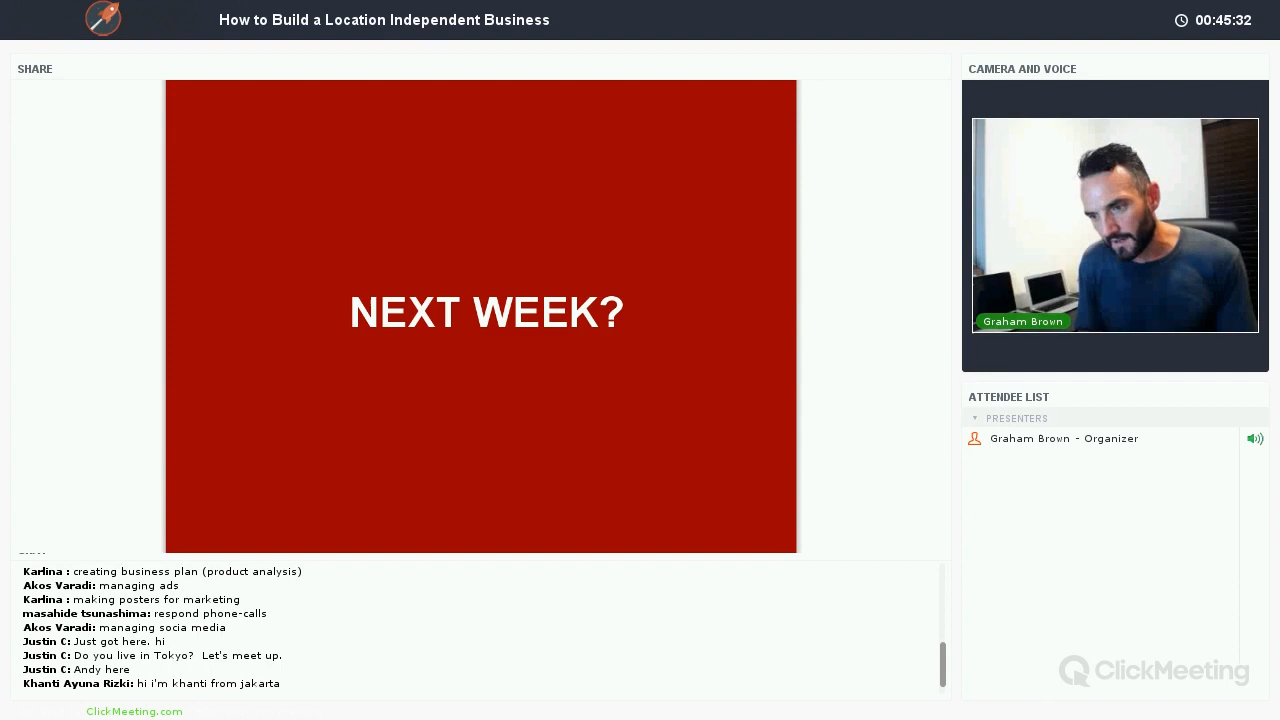 How to Build a Location Independent Business
00:45:32
SHARE
CAMERA AND VOICE
NEXT WEEK?
Graham Brown
ATTENDEE LIST
PRESENTERS
Graham Brown - Organizer
Karlina : creating business plan (product analysis)
Akos Varadi: managing ads
Karlina : making posters for marketing
masahide tsunashima: respond phone-calls
Akos Varadi: managing socia media
Justin C: Just got here. hi
Justin C: Do you live in Tokyo?  Let's meet up.
Justin C: Andy here
Khanti Ayuna Rizki: hi i'm khanti from jakarta
ClickMeeting
ClickMeeting.com